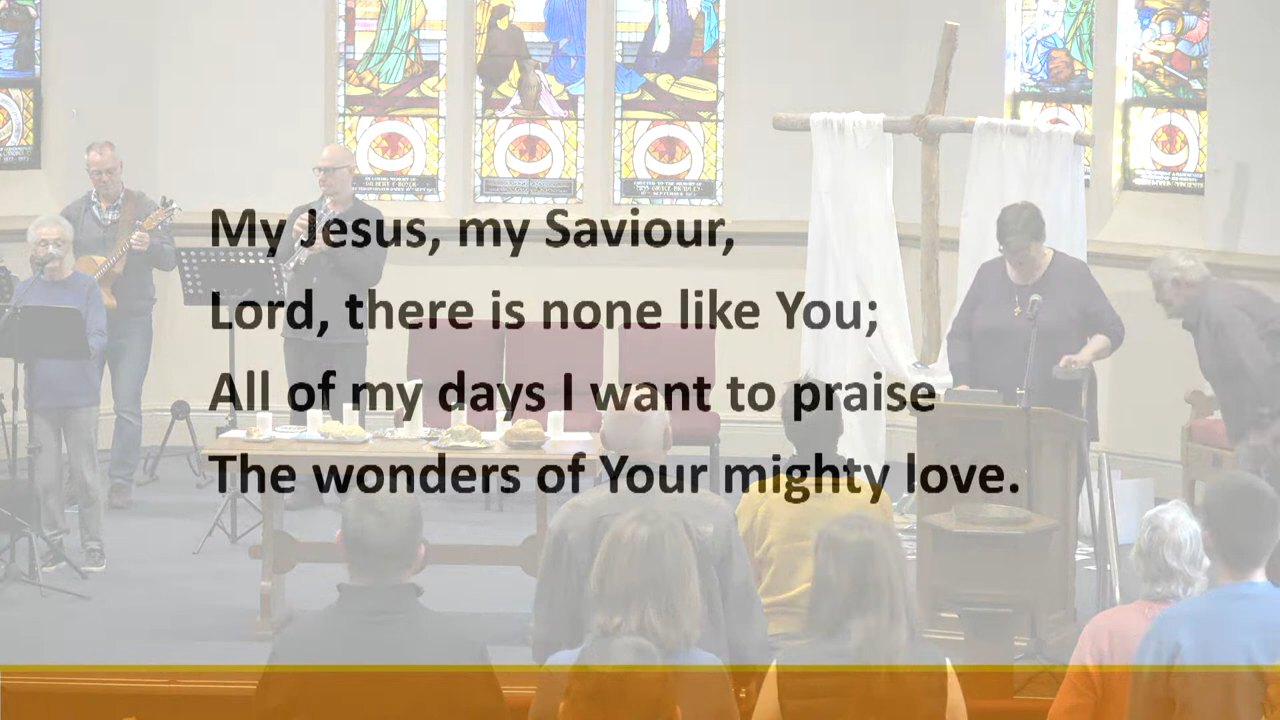 My Jesus, my Saviour,
Lord, there is none like You;
All of my days I want to praise
The wonders of Your mighty love.